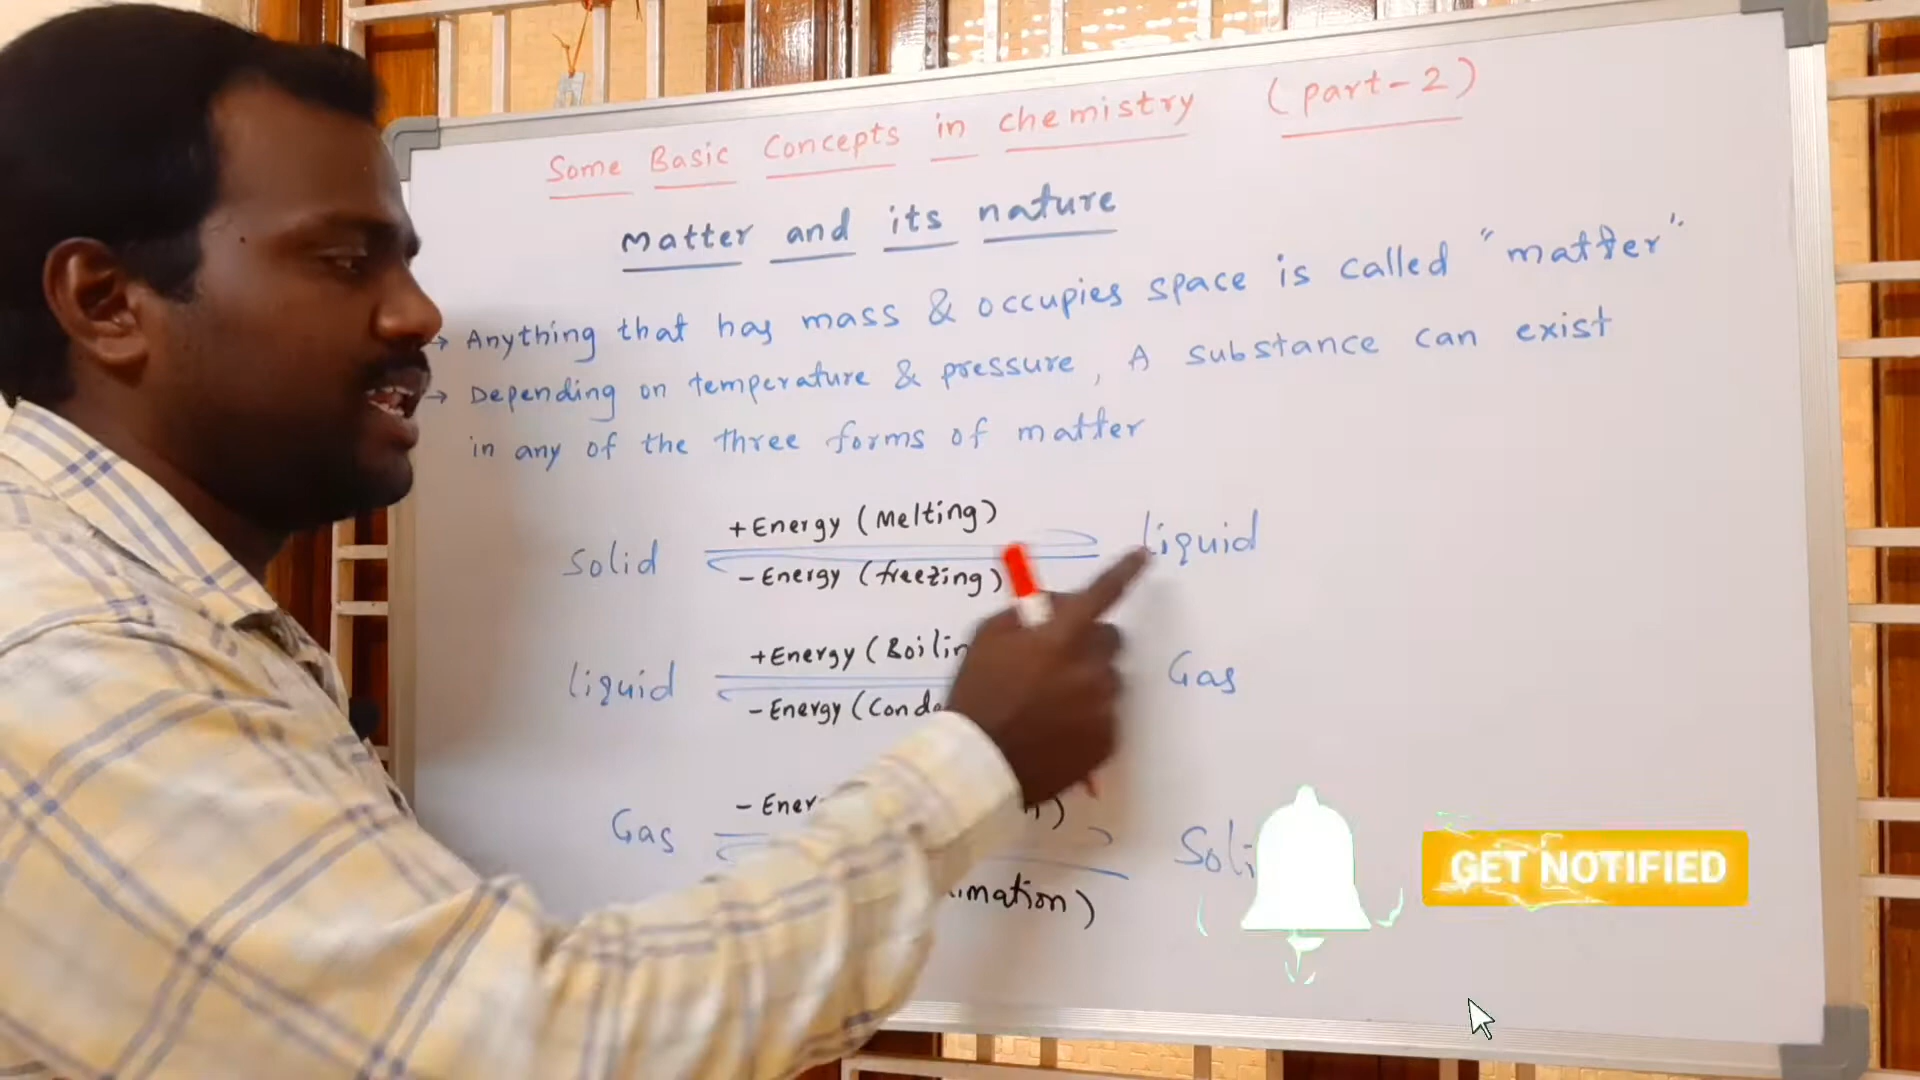 Some Basic Concepts in chemistry (part-2)
Matter and its nature
→ Anything that has mass & occupies space is called "matter"
→ Depending on temperature & pressure, A substance can exist
in any of the three forms of matter
+Energy (Melting)
Solid liquid
-Energy (freezing)
+Energy (Boilin
liquid Gas
-Energy (Conde
- Ener n)
Gas Soli
imation)
GET NOTIFIED